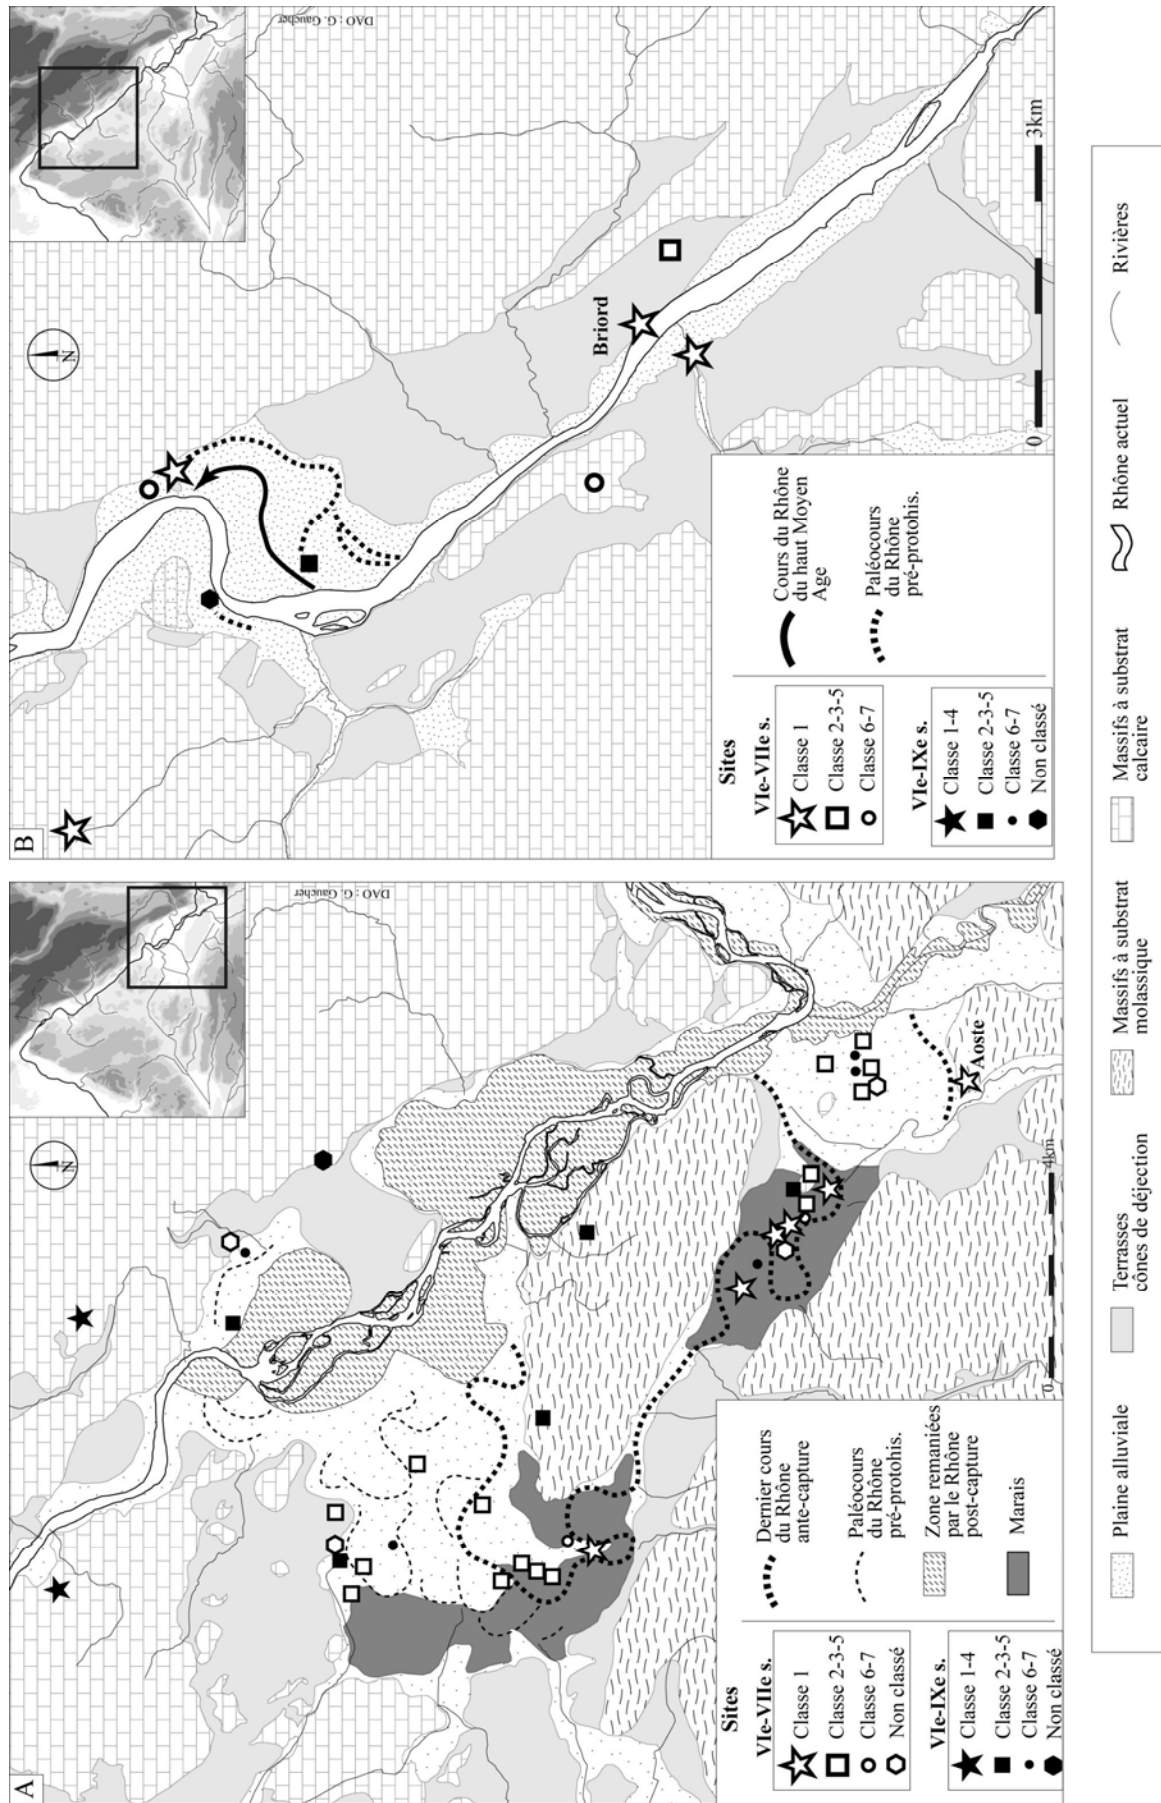 A
N
DAO : G. Gaucher
Aoste
0
4km
Sites
VIe-VIIe s.
Classe 1
Classe 2-3-5
Classe 6-7
Non classé
VIe-IXe s.
Classe 1-4
Classe 2-3-5
Classe 6-7
Non classé
Dernier cours
du Rhône
ante-capture
Paléocours
du Rhône
pré-protohis.
Zone remaniées
par le Rhône
post-capture
Marais
B
N
DAO : G. Gaucher
Briord
0
3km
Sites
VIe-VIIe s.
Classe 1
Classe 2-3-5
Classe 6-7
VIe-IXe s.
Classe 1-4
Classe 2-3-5
Classe 6-7
Non classé
Cours du Rhône
du haut Moyen
Age
Paléocours
du Rhône
pré-protohis.
Plaine alluviale
Terrasses
cônes de déjection
Massifs à substrat
molassique
Massifs à substrat
calcaire
Rhône actuel
Rivières